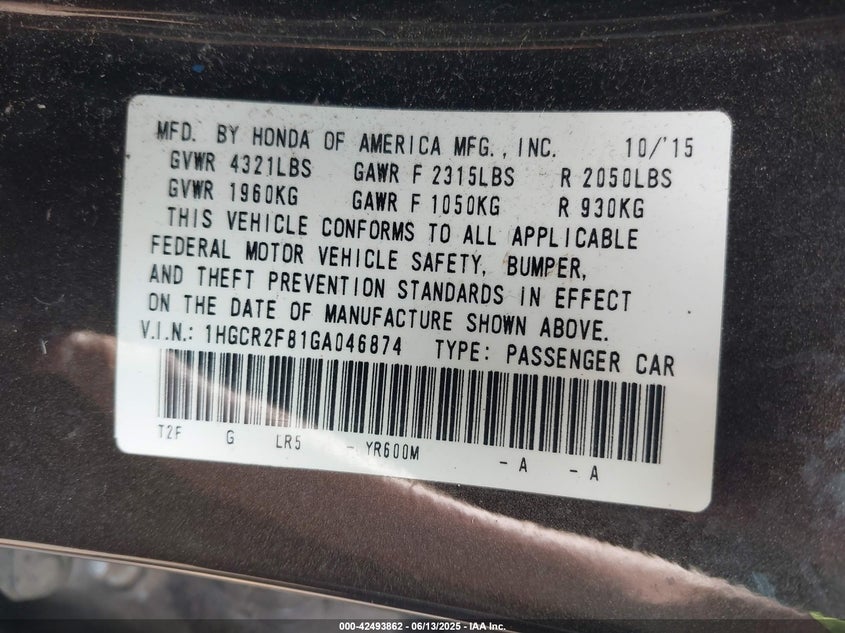 MFD. BY HONDA OF AMERICA MFG., INC. 10/'15
GVWR 4321LBS GAWR F 2315LBS R 2050LBS
GVWR 1960KG GAWR F 1050KG R 930KG
THIS VEHICLE CONFORMS TO ALL APPLICABLE
FEDERAL MOTOR VEHICLE SAFETY, BUMPER,
AND THEFT PREVENTION STANDARDS IN EFFECT
ON THE DATE OF MANUFACTURE SHOWN ABOVE.
V.I.N.: 1HGCR2F81GA046874 TYPE: PASSENGER CAR
T2F G LR5 - YR600M - A - A
000-42493862 - 06/13/2025 - IAA Inc.